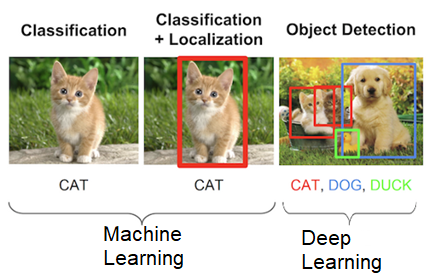 Classification
Classification
+ Localization
Object Detection
CAT
CAT
CAT, DOG, DUCK
Machine
Learning
Deep
Learning